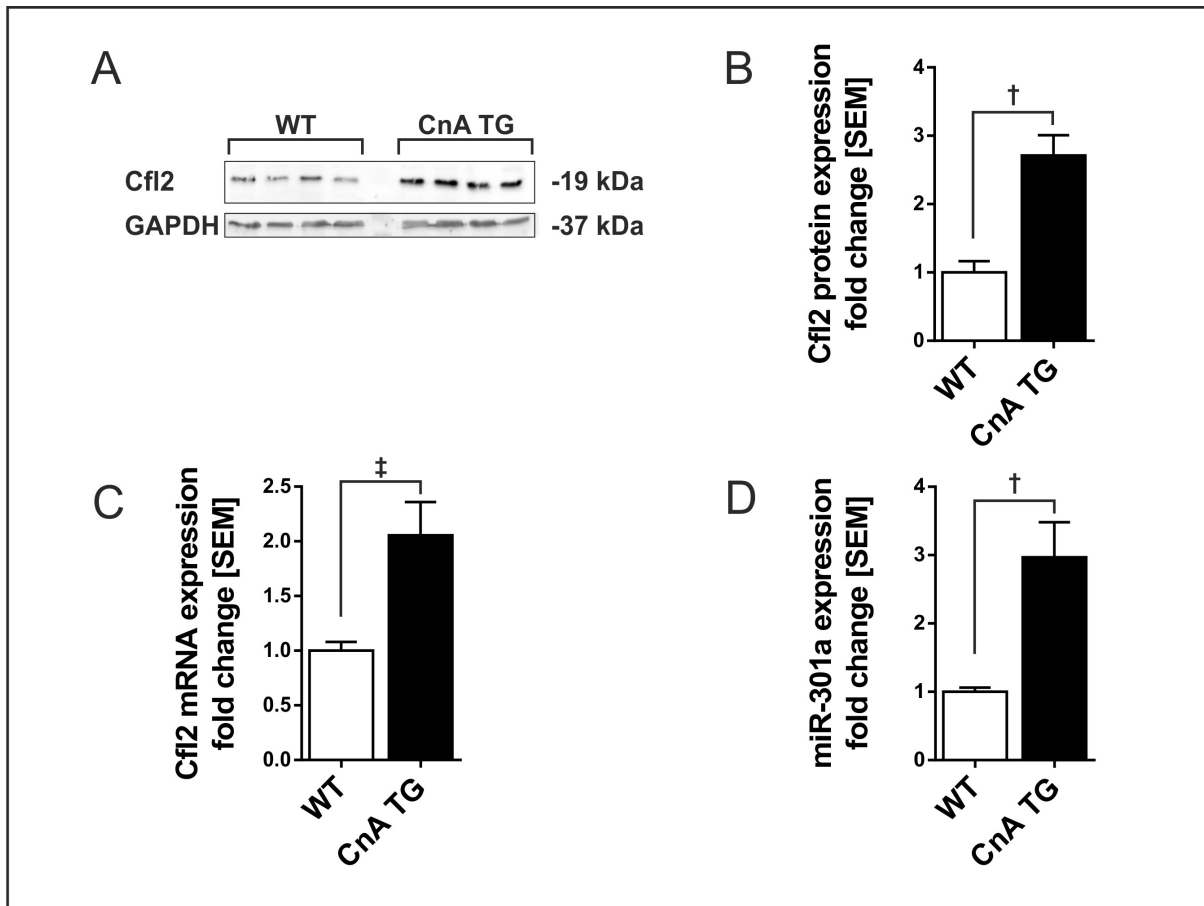 A
WT CnA TG
Cfl2 -19 kDa
GAPDH -37 kDa
B
Cfl2 protein expression
fold change [SEM]
4
3
2
1
0
†
WT
CnA TG
C
Cfl2 mRNA expression
fold change [SEM]
2.5
2.0
1.5
1.0
0.5
0.0
‡
WT
CnA TG
D
miR-301a expression
fold change [SEM]
4
3
2
1
0
†
WT
CnA TG